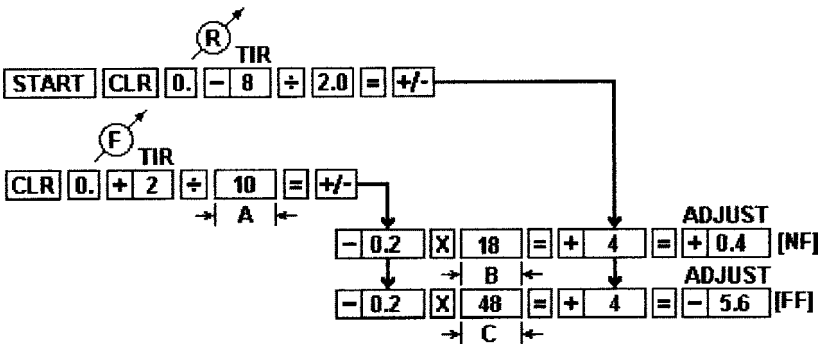 R
TIR
START CLR 0. - 8 ÷ 2.0 = +/-
F
TIR
CLR 0. + 2 ÷ 10 = +/-
A
ADJUST
- 0.2 X 18 = + 4 = + 0.4 [NF]
B
ADJUST
- 0.2 X 48 = + 4 = - 5.6 [FF]
C